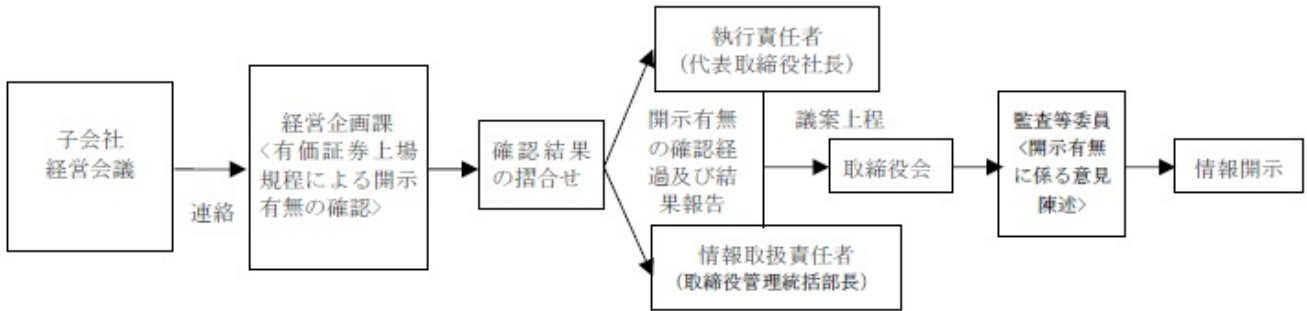 子会社
経営会議
連絡
経営企画課
<有価証券上場
規程による開示
有無の確認>
確認結果
の摺合せ
執行責任者
(代表取締役社長)
開示有無
の確認経
過及び結
果報告
情報取扱責任者
(取締役管理統括部長)
議案上程
取締役会
監査等委員
<開示有無
に係る意見
陳述>
情報開示